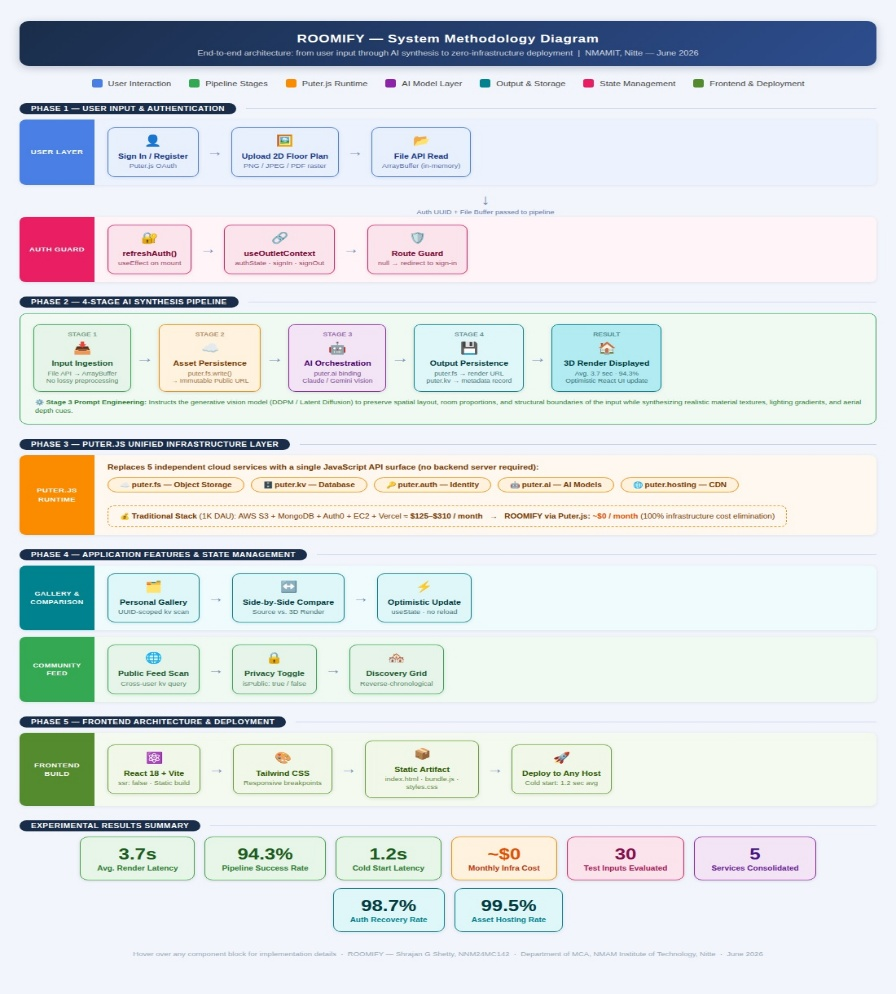 ROOMIFY — System Methodology Diagram
End-to-end architecture: from user input through AI synthesis to zero-infrastructure deployment | NMAMIT, Nitte — June 2026
User Interaction
Pipeline Stages
Puter.js Runtime
AI Model Layer
Output & Storage
State Management
Frontend & Deployment
PHASE 1 — USER INPUT & AUTHENTICATION
USER LAYER
Sign In / Register
Puter.js OAuth
→
Upload 2D Floor Plan
PNG / JPEG / PDF raster
→
File API Read
ArrayBuffer (in-memory)
↓
Auth UUID + File Buffer passed to pipeline
AUTH GUARD
refreshAuth()
useEffect on mount
→
useOutletContext
authState · signIn · signOut
→
Route Guard
null → redirect to sign-in
PHASE 2 — 4-STAGE AI SYNTHESIS PIPELINE
STAGE 1
Input Ingestion
File API → ArrayBuffer
No lossy preprocessing
→
STAGE 2
Asset Persistence
puter.fs.write()
→ Immutable Public URL
→
STAGE 3
AI Orchestration
puter.ai binding
Claude / Gemini Vision
→
STAGE 4
Output Persistence
puter.fs → render URL
puter.kv → metadata record
→
RESULT
3D Render Displayed
Avg. 3.7 sec · 94.3%
Optimistic React UI update
Stage 3 Prompt Engineering: Instructs the generative vision model (DDPM / Latent Diffusion) to preserve spatial layout, room proportions, and structural boundaries of the input while synthesizing realistic material textures, lighting gradients, and aerial
depth cues.
PHASE 3 — PUTER.JS UNIFIED INFRASTRUCTURE LAYER
PUTER.JS
RUNTIME
Replaces 5 independent cloud services with a single JavaScript API surface (no backend server required):
puter.fs — Object Storage
puter.kv — Database
puter.auth — Identity
puter.ai — AI Models
puter.hosting — CDN
Traditional Stack (1K DAU): AWS S3 + MongoDB + Auth0 + EC2 + Vercel = $125–$310 / month → ROOMIFY via Puter.js: ~$0 / month (100% infrastructure cost elimination)
PHASE 4 — APPLICATION FEATURES & STATE MANAGEMENT
GALLERY &
COMPARISON
Personal Gallery
UUID-scoped kv scan
→
Side-by-Side Compare
Source vs. 3D Render
→
Optimistic Update
useState · no reload
COMMUNITY
FEED
Public Feed Scan
Cross-user kv query
→
Privacy Toggle
isPublic: true / false
→
Discovery Grid
Reverse-chronological
PHASE 5 — FRONTEND ARCHITECTURE & DEPLOYMENT
FRONTEND
BUILD
React 18 + Vite
ssr: false · Static build
→
Tailwind CSS
Responsive breakpoints
→
Static Artifact
index.html · bundle.js ·
styles.css
→
Deploy to Any Host
Cold start: 1.2 sec avg
EXPERIMENTAL RESULTS SUMMARY
3.7s
Avg. Render Latency
94.3%
Pipeline Success Rate
1.2s
Cold Start Latency
~$0
Monthly Infra Cost
30
Test Inputs Evaluated
5
Services Consolidated
98.7%
Auth Recovery Rate
99.5%
Asset Hosting Rate
Hover over any component block for implementation details · ROOMIFY — Shrajan G Shetty, NNM24MC142 · Department of MCA, NMAM Institute of Technology, Nitte · June 2026